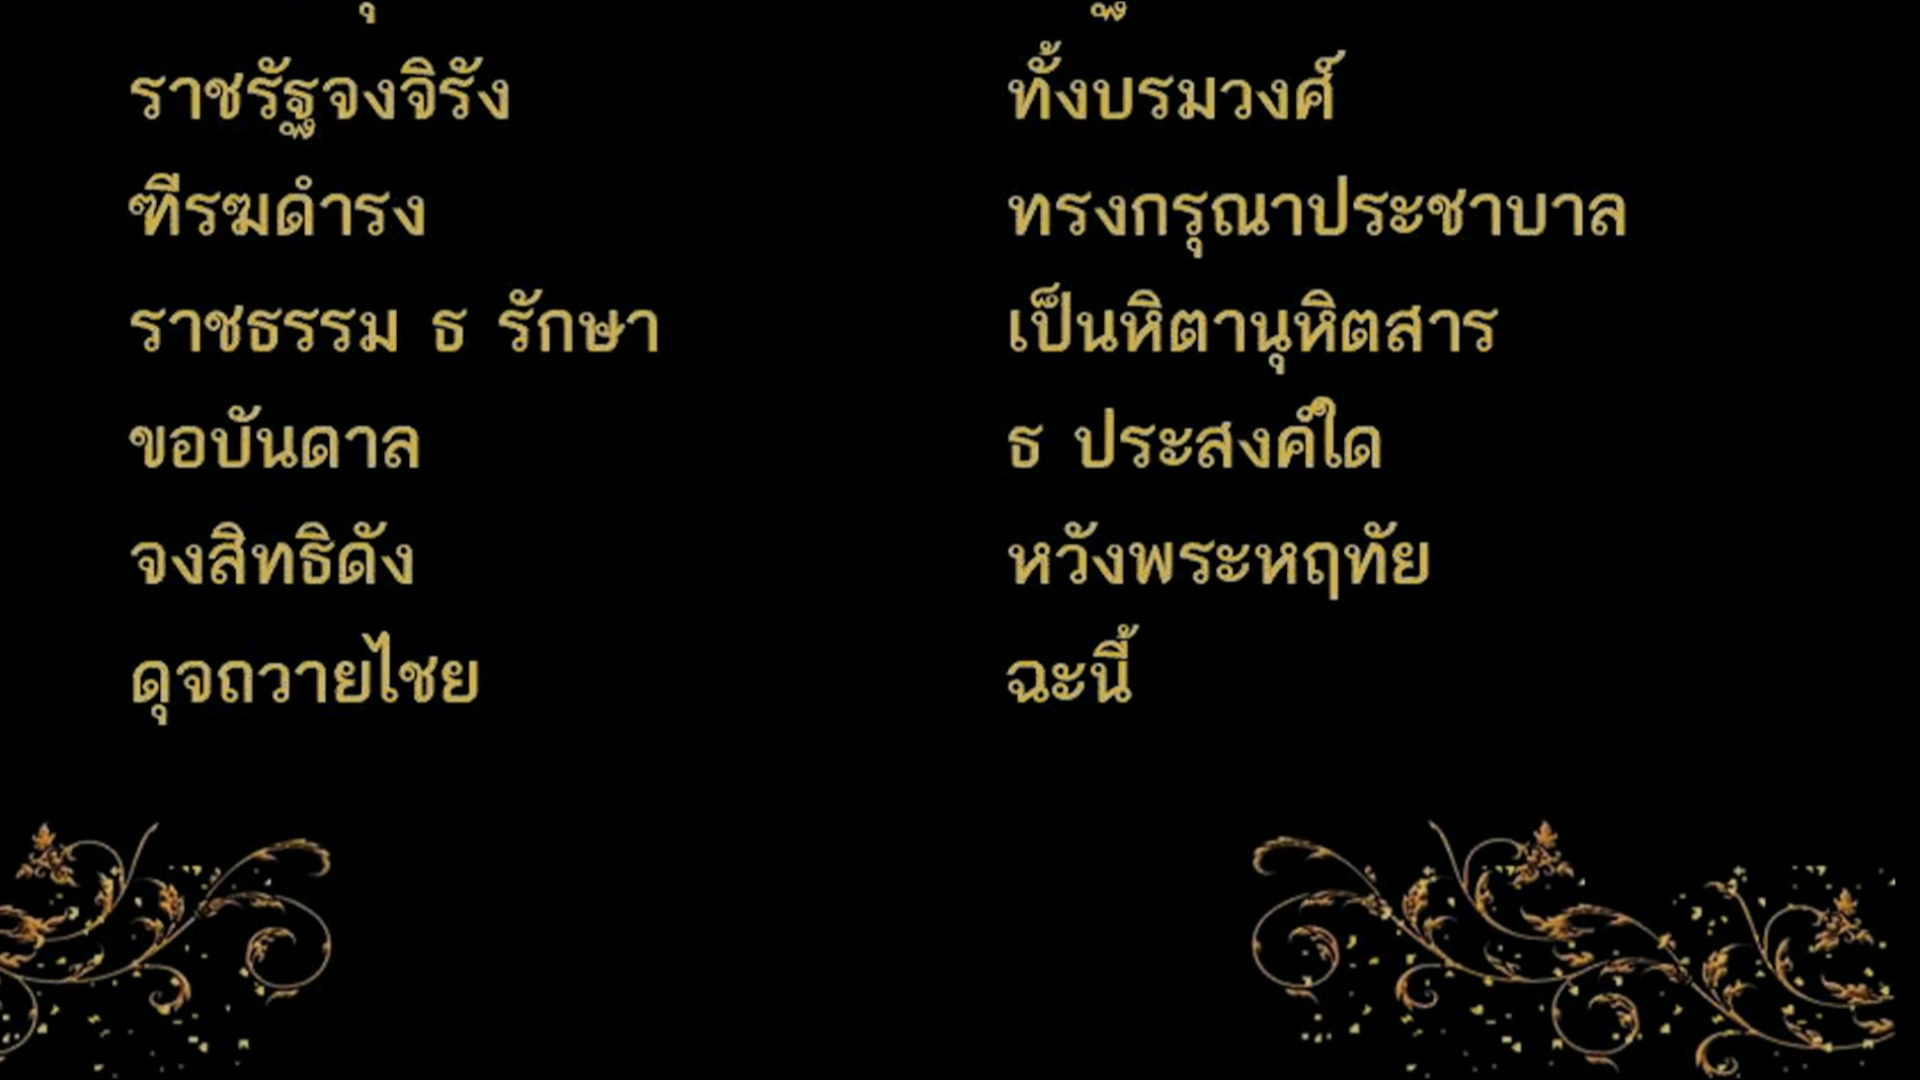 ราชรัฐจงจิรัง ทั้งบรมวงศ์
ฑีรฆดำรง ทรงกรุณาประชาบาล
ราชธรรม ธ รักษา เป็นหิตานุหิตสาร
ขอบันดาล ธ ประสงค์ใด
จงสิทธิดัง หวังพระหฤทัย
ดุจถวายไชย ฉะนี้